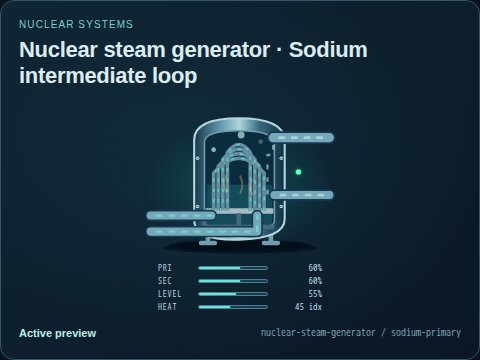 NUCLEAR SYSTEMS
Nuclear steam generator · Sodium
intermediate loop
PRI 60%
SEC 60%
LEVEL 55%
HEAT 45 idx
Active preview nuclear-steam-generator / sodium-primary